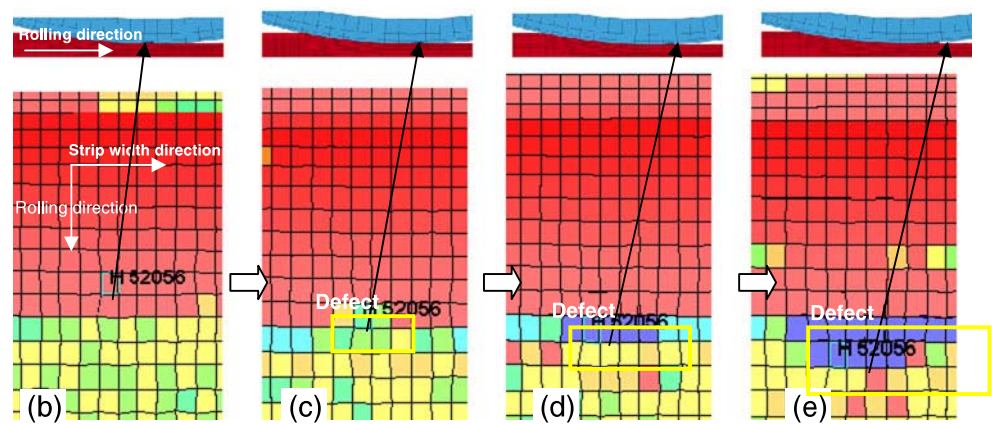 Rolling direction
Strip width direction
Rolling direction
H 52056
(b)
Defect
H 52056
(c)
Defect
H 52056
(d)
Defect
H 52056
(e)